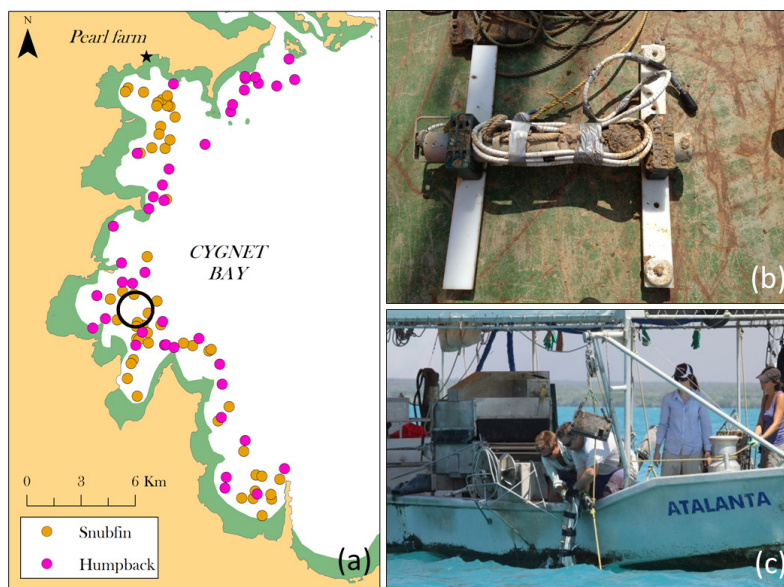 N
Pearl farm
CYGNET
BAY
0 3 6 Km
Snubfin
Humpback
(a)
(b)
ATALANTA
(c)